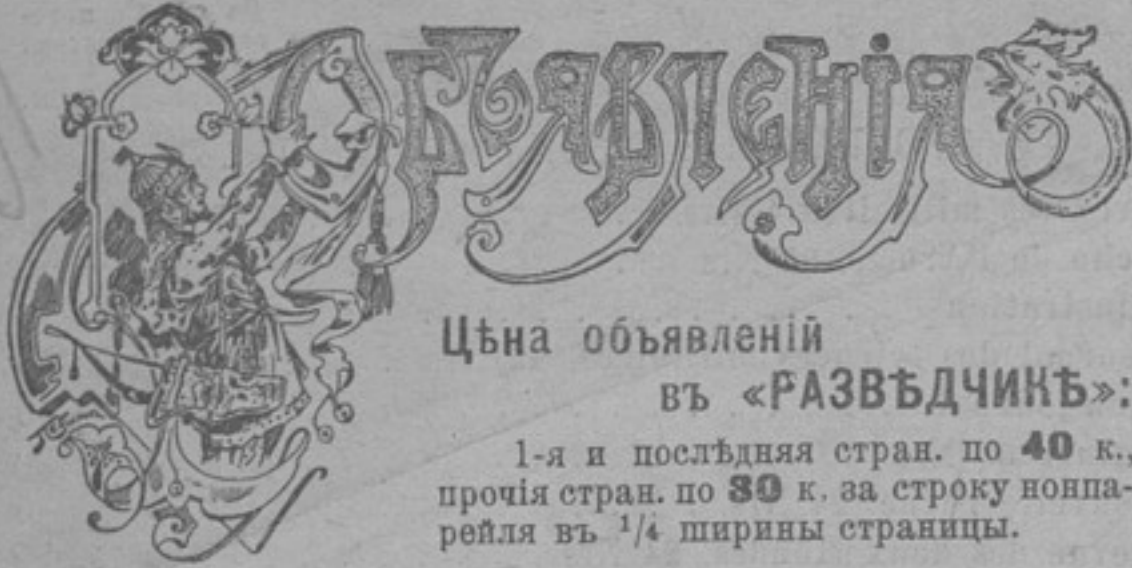 Объявленія
Цѣна объявленій
въ «РАЗВѢДЧИКѢ»:
1-я и послѣдняя стран. по 40 к.,
прочія стран. по 30 к. за строку нонпа-
рейля въ 1/4 ширины страницы.